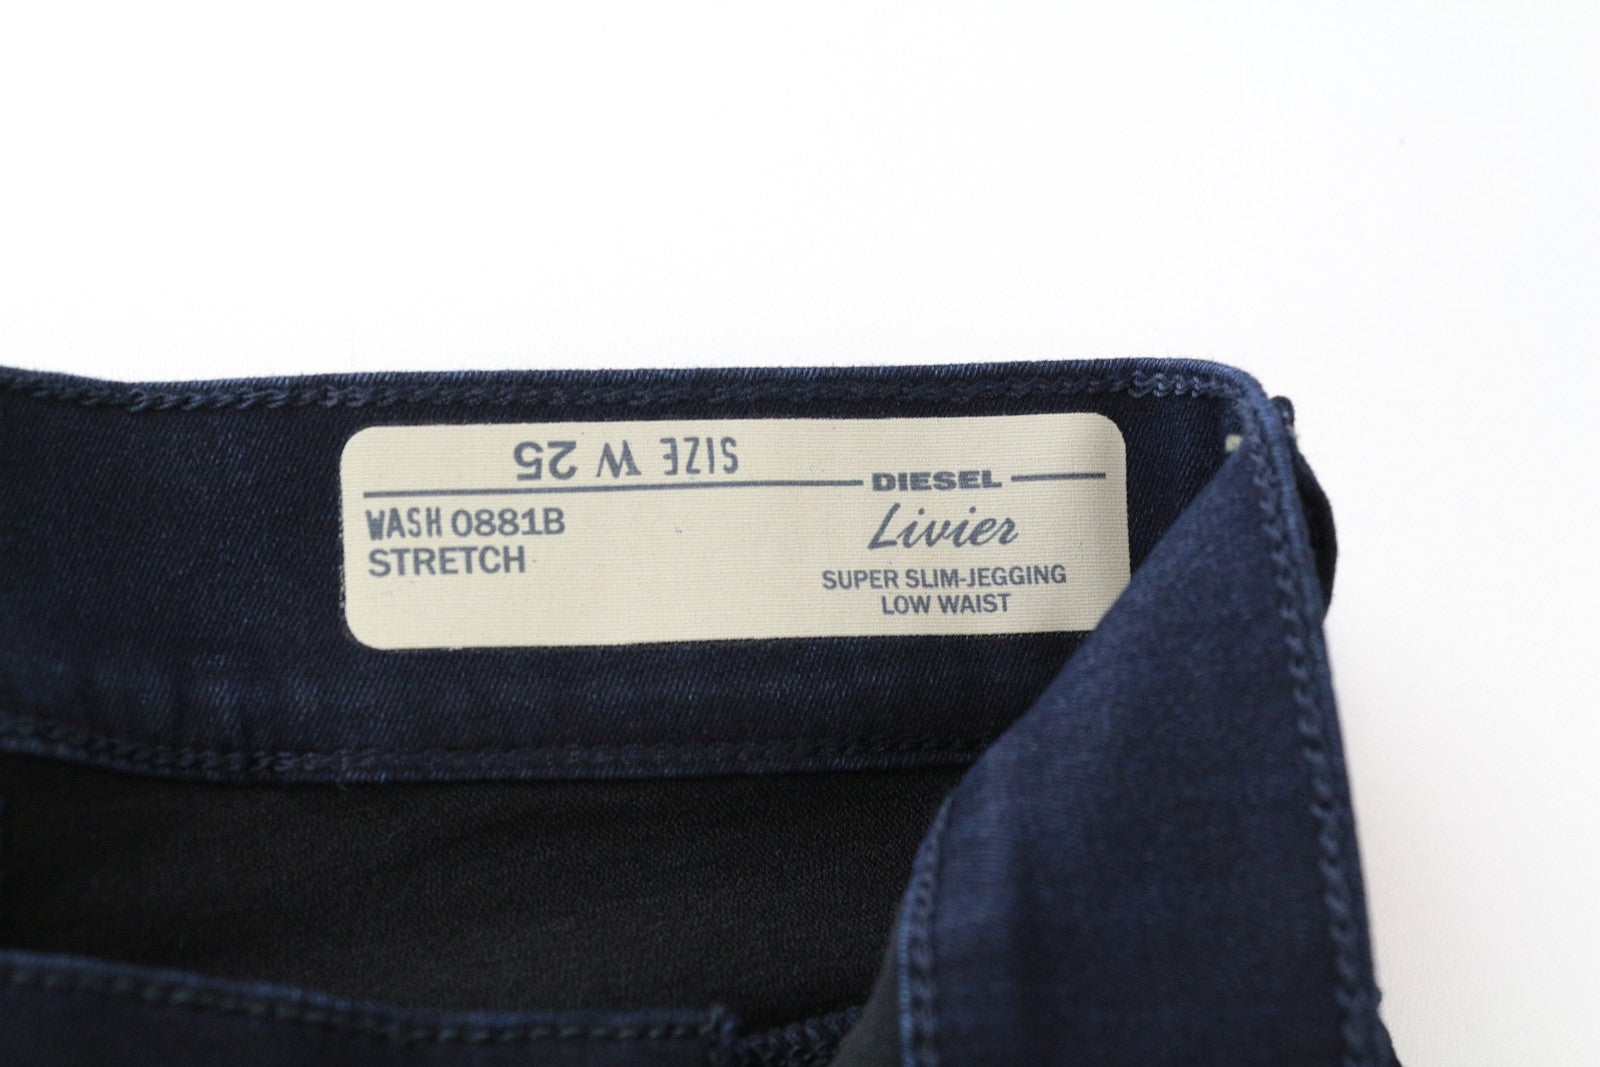 SIZE W 25
DIESEL
WASH 0881B
STRETCH
Livier
SUPER SLIM-JEGGING
LOW WAIST